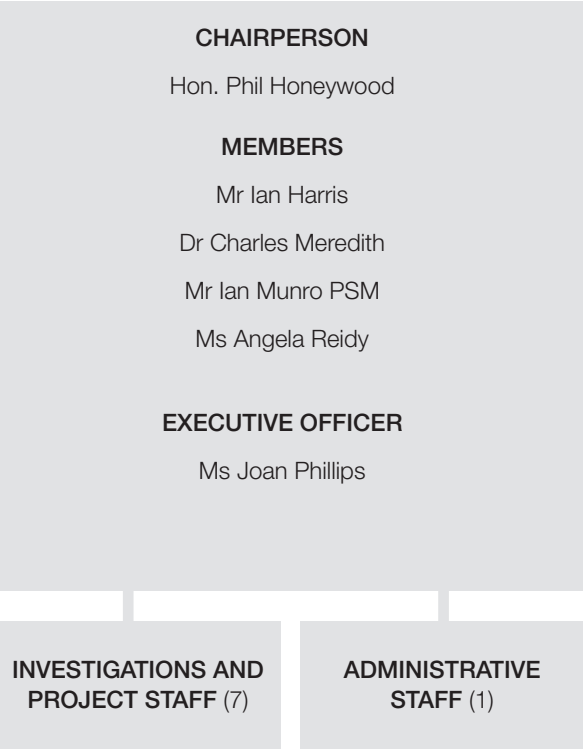 CHAIRPERSON
Hon. Phil Honeywood
MEMBERS
Mr Ian Harris
Dr Charles Meredith
Mr Ian Munro PSM
Ms Angela Reidy
EXECUTIVE OFFICER
Ms Joan Phillips
INVESTIGATIONS AND
PROJECT STAFF (7)
ADMINISTRATIVE
STAFF (1)